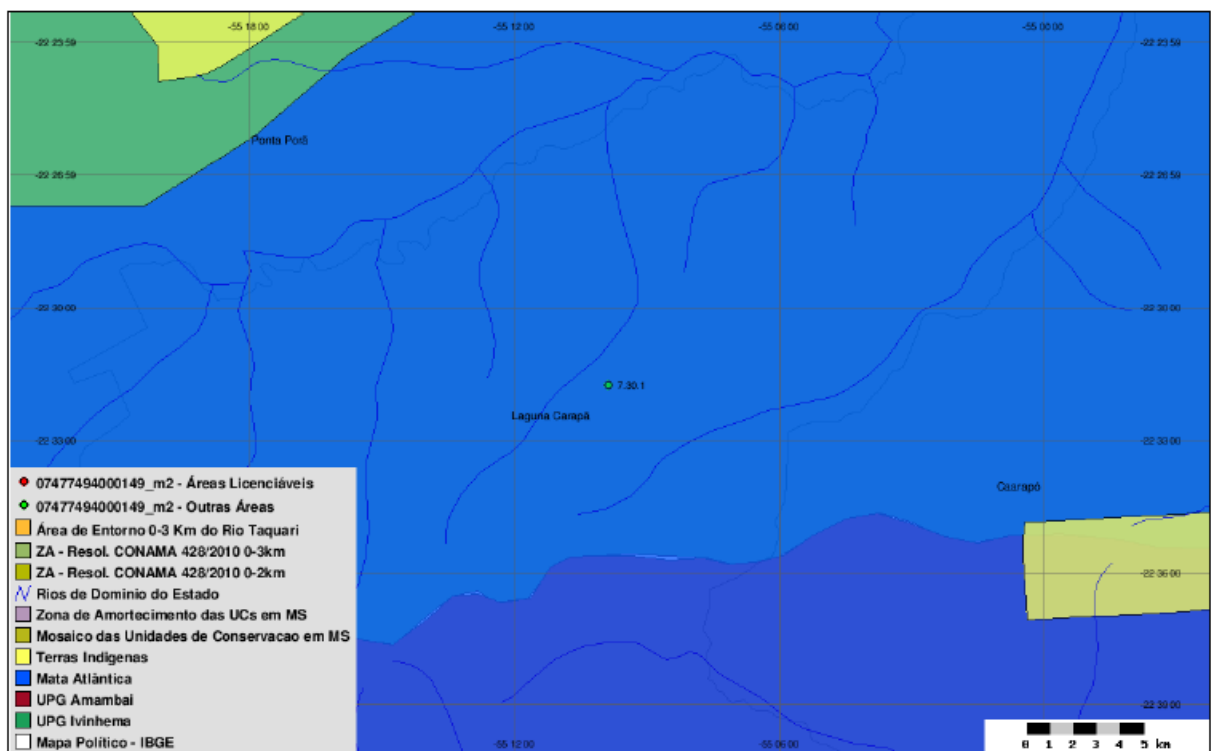 -55 18 00 -55 12 00 -55 06 00 -55 00 00
-22 23 59 -22 23 59
Ponta Porã
-22 26 59 -22 26 59
-22 30 00 -22 30 00
7.30.1
Laguna Carapã
-22 33 00 -22 33 00
Caarapó
07477494000149_m2 - Áreas Licenciáveis
07477494000149_m2 - Outras Áreas
Área de Entorno 0-3 Km do Rio Taquari
ZA - Resol. CONAMA 428/2010 0-3km
ZA - Resol. CONAMA 428/2010 0-2km
Rios de Dominio do Estado
Zona de Amortecimento das UCs em MS
Mosaico das Unidades de Conservacao em MS
Terras Indigenas
Mata Atlântica
UPG Amambai
UPG Ivinhema
Mapa Político - IBGE
-22 36 00
-22 39 00
-55 12 00 -55 06 00
0 1 2 3 4 5 km